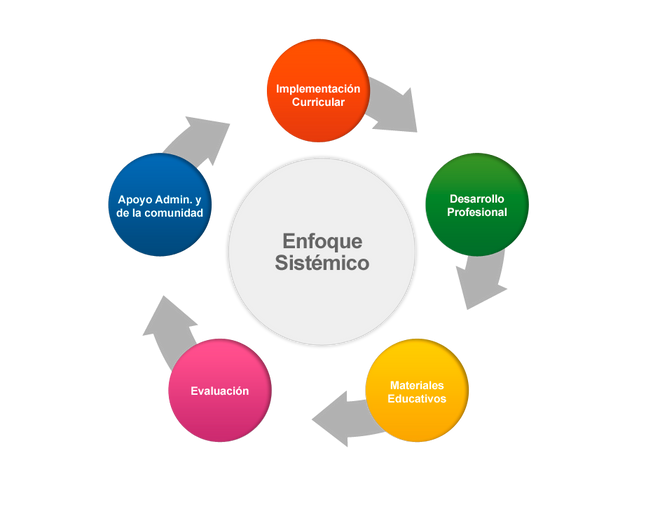 Implementación
Curricular
Desarrollo
Profesional
Materiales
Educativos
Evaluación
Apoyo Admin. y
de la comunidad
Enfoque
Sistémico